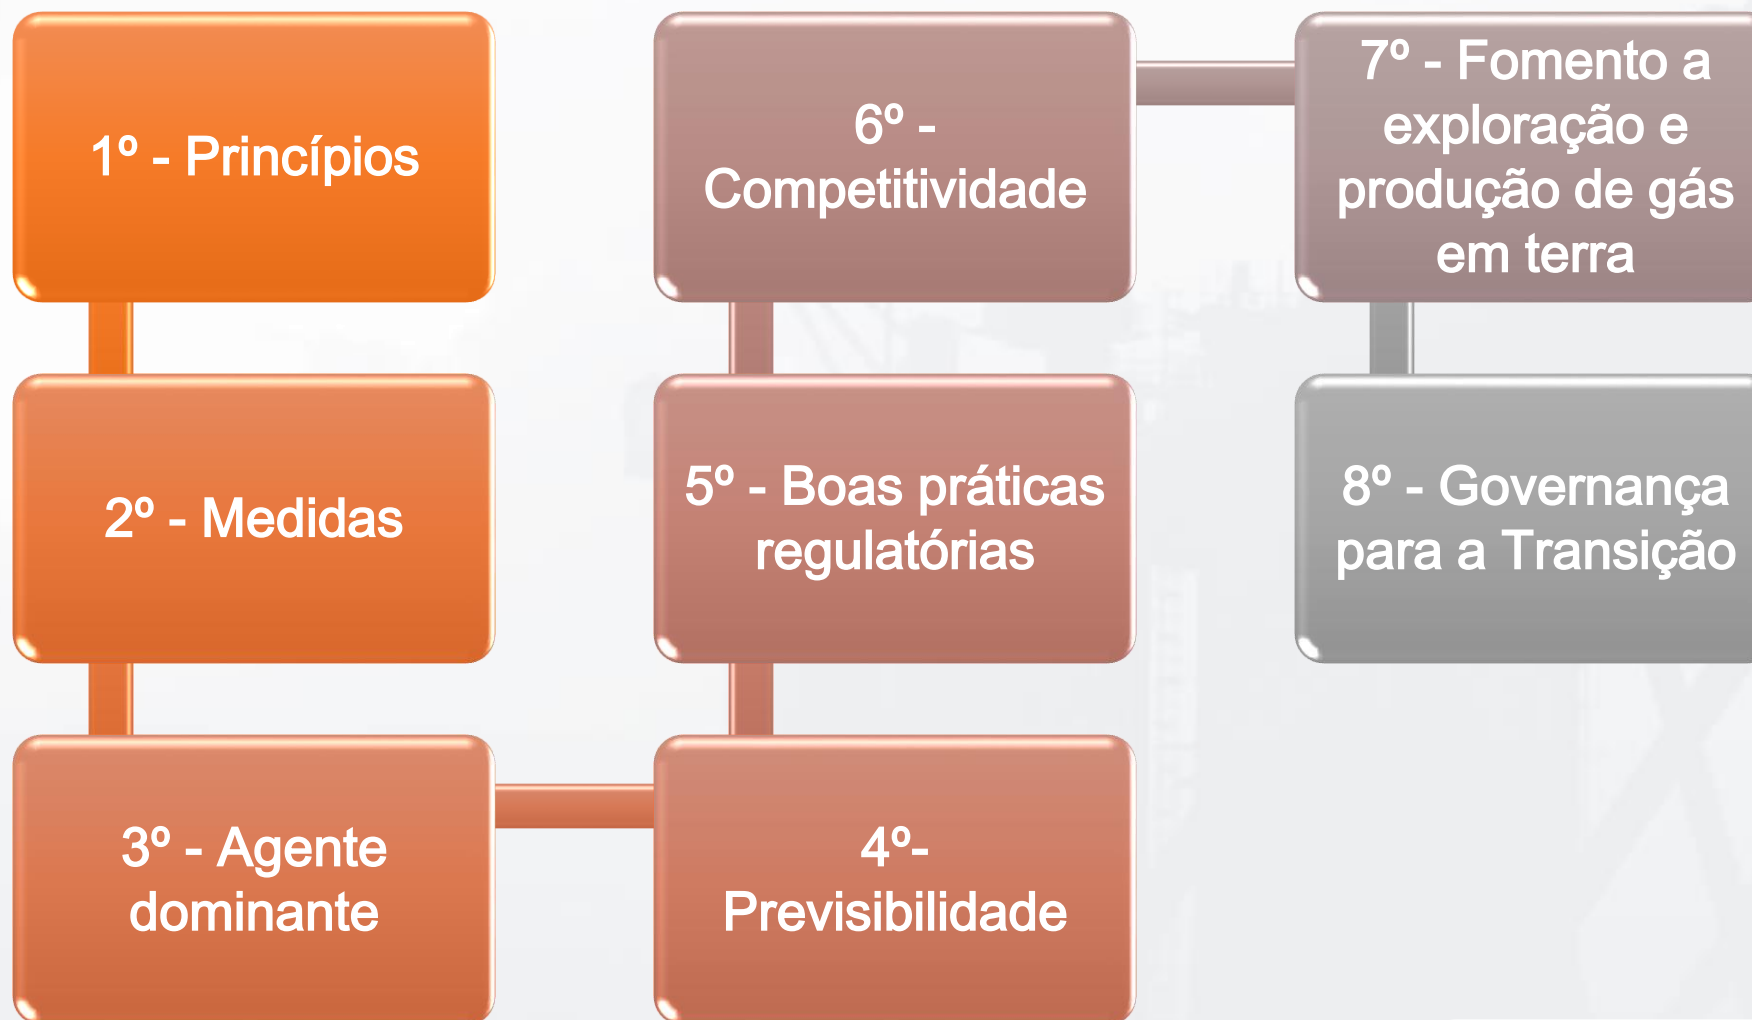 1º - Princípios
2º - Medidas
3º - Agente
dominante
4º-
Previsibilidade
5º - Boas práticas
regulatórias
6º -
Competitividade
7º - Fomento a
exploração e
produção de gás
em terra
8º - Governança
para a Transição